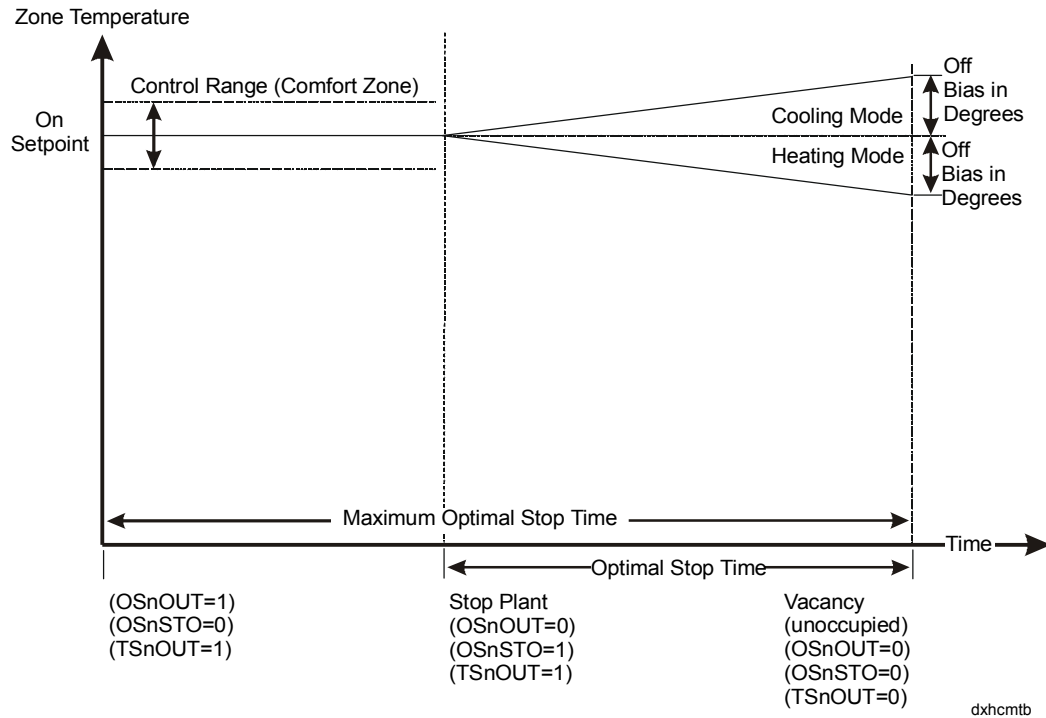 Zone Temperature
Control Range (Comfort Zone)
On
Setpoint
Cooling Mode
Heating Mode
Off
Bias in
Degrees
Off
Bias in
Degrees
Maximum Optimal Stop Time
Time
Optimal Stop Time
(OSnOUT=1)
(OSnSTO=0)
(TSnOUT=1)
Stop Plant
(OSnOUT=0)
(OSnSTO=1)
(TSnOUT=1)
Vacancy
(unoccupied)
(OSnOUT=0)
(OSnSTO=0)
(TSnOUT=0)
dxhcmtb